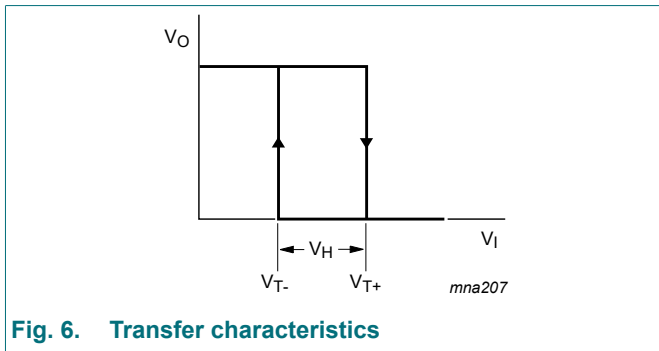 VO
VI
VH
VT-
VT+
mna207
Fig. 6. Transfer characteristics